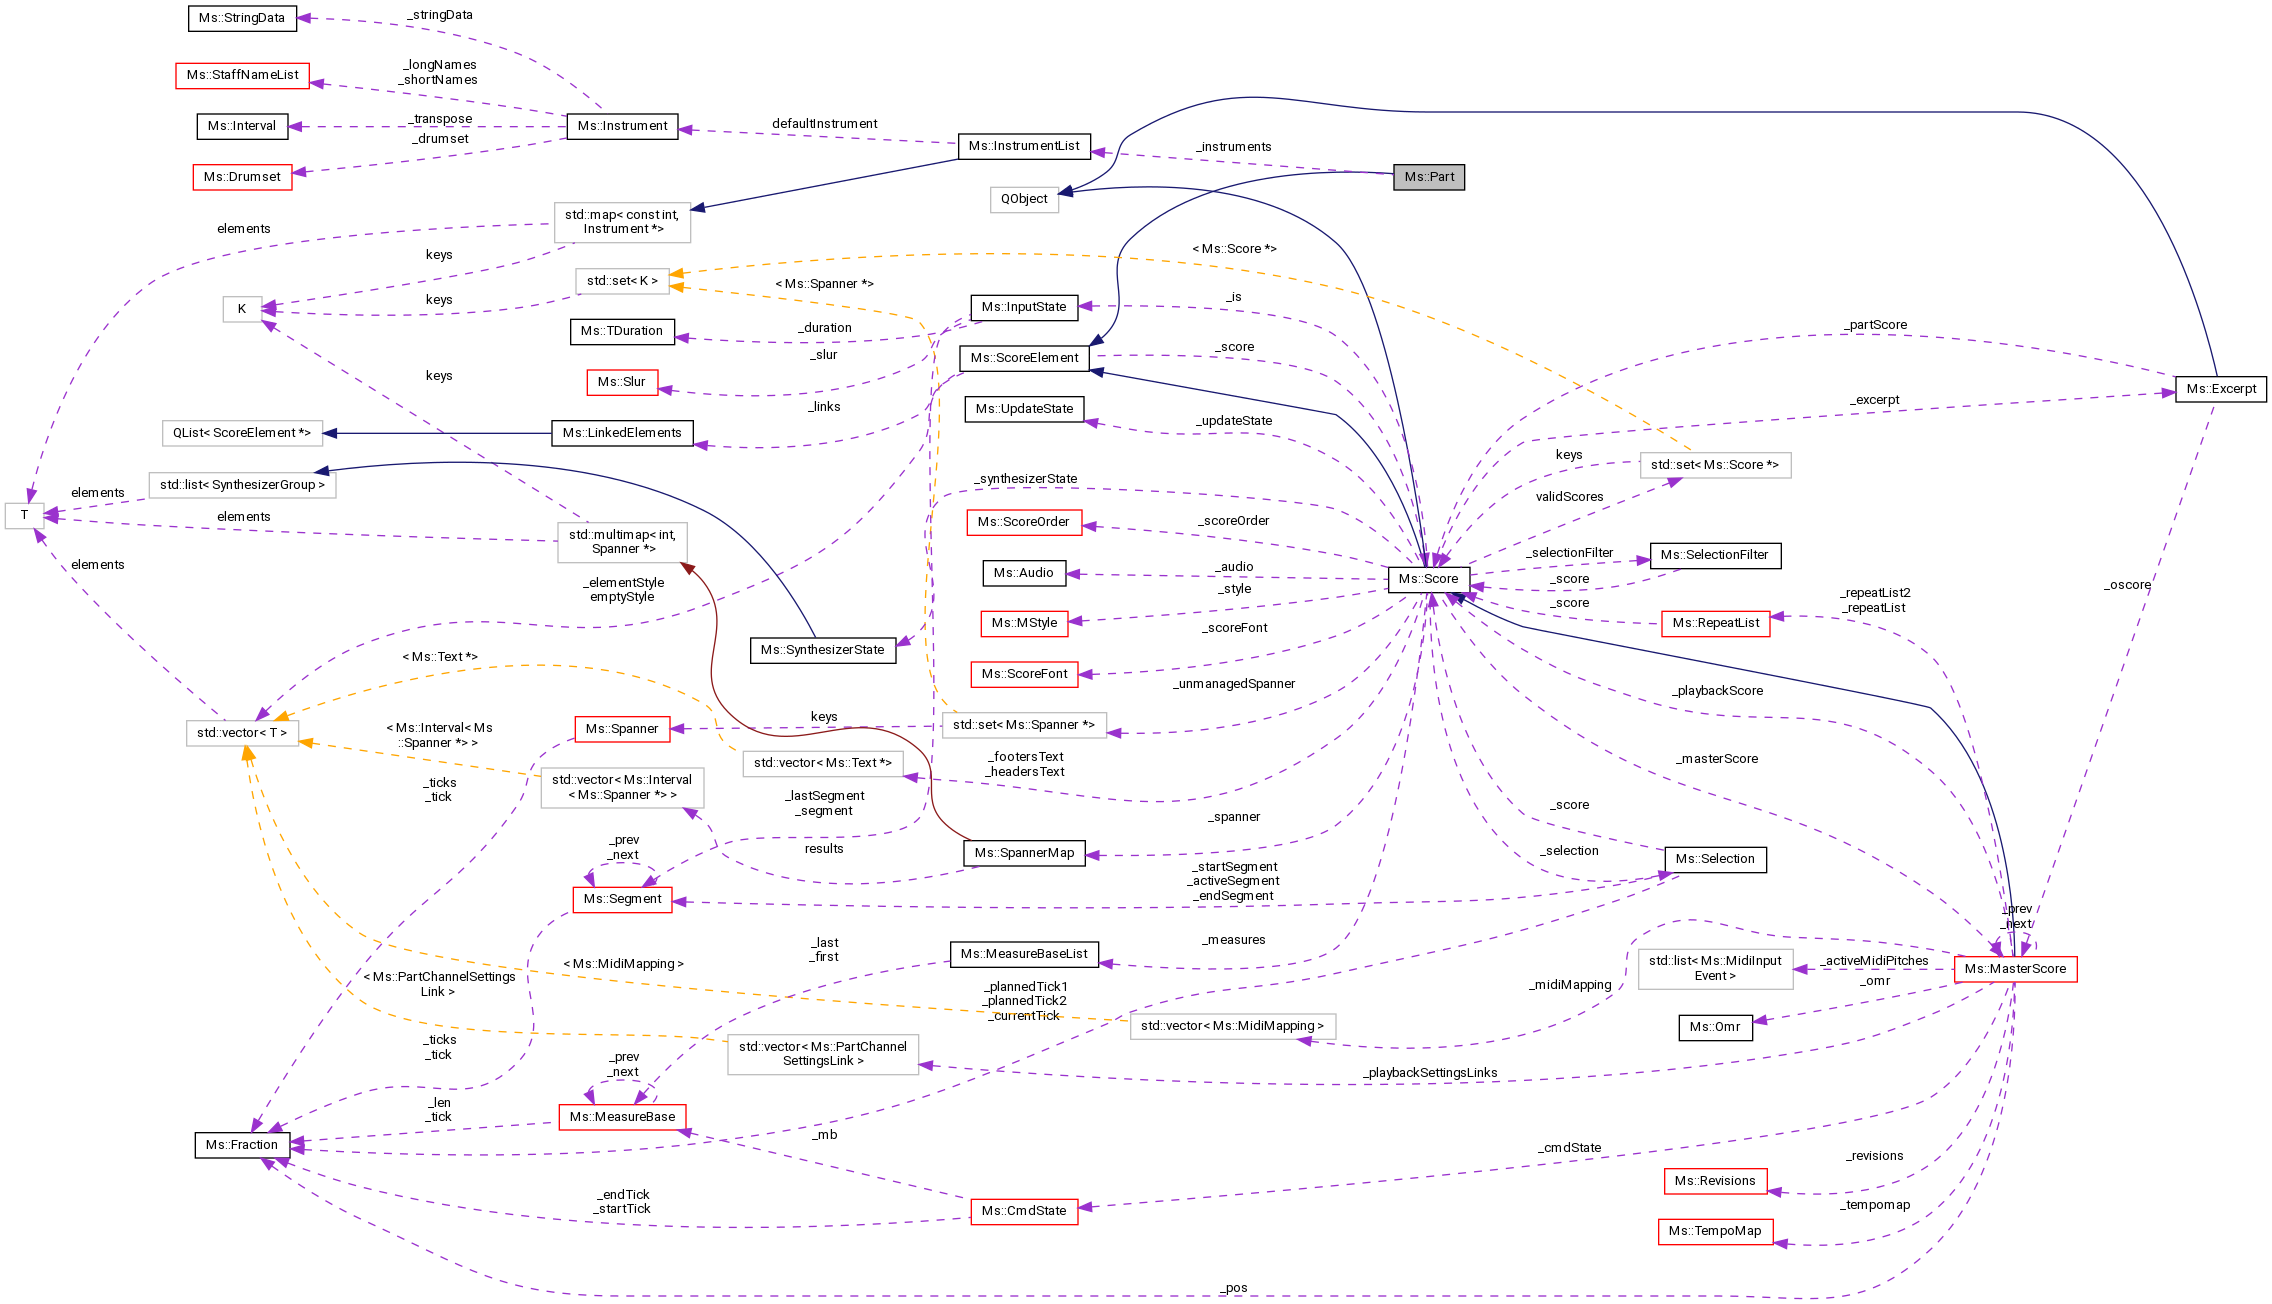 Ms::StringData
_stringData
Ms::StaffNameList
_longNames
_shortNames
Ms::Interval
_transpose
Ms::Instrument
_drumset
Ms::Drumset
defaultInstrument
Ms::InstrumentList
_instruments
Ms::Part
QObject
std::map< const int,
Instrument *>
elements
keys
< Ms::Score *>
std::set< K >
< Ms::Spanner *>
keys
K
Ms::InputState
_is
Ms::TDuration
_duration
_slur
Ms::ScoreElement
_score
_partScore
Ms::Slur
keys
Ms::Excerpt
_links
Ms::UpdateState
_excerpt
_updateState
QList< ScoreElement *>
Ms::LinkedElements
keys
std::set< Ms::Score *>
std::list< SynthesizerGroup >
elements
_synthesizerState
validScores
T
elements
Ms::ScoreOrder
_scoreOrder
std::multimap< int,
Spanner *>
_selectionFilter
Ms::SelectionFilter
elements
Ms::Audio
_audio
Ms::Score
_score
_elementStyle
emptyStyle
_style
_oscore
Ms::MStyle
_score
_repeatList2
_repeatList
Ms::RepeatList
_scoreFont
Ms::SynthesizerState
< Ms::Text *>
Ms::ScoreFont
_unmanagedSpanner
_playbackScore
std::vector< T >
Ms::Spanner
keys
std::set< Ms::Spanner *>
< Ms::Interval< Ms
::Spanner *> >
std::vector< Ms::Text *>
_footersText
_headersText
_masterScore
std::vector< Ms::Interval
< Ms::Spanner *> >
_ticks
_tick
_lastSegment
_segment
_score
_spanner
_prev
_next
results
Ms::SpannerMap
_selection
Ms::Selection
Ms::Segment
_startSegment
_activeSegment
_endSegment
_prev
_next
_last
_first
Ms::MeasureBaseList
_measures
< Ms::MidiMapping >
std::list< Ms::MidiInput
Event >
_activeMidiPitches
Ms::MasterScore
< Ms::PartChannelSettings
Link >
_plannedTick1
_plannedTick2
_currentTick
_midiMapping
_omr
std::vector< Ms::MidiMapping >
Ms::Omr
_ticks
_tick
std::vector< Ms::PartChannel
SettingsLink >
_prev
_next
_playbackSettingsLinks
_len
_tick
Ms::MeasureBase
Ms::Fraction
_mb
_cmdState
_revisions
Ms::Revisions
_endTick
_startTick
Ms::CmdState
_tempomap
Ms::TempoMap
_pos